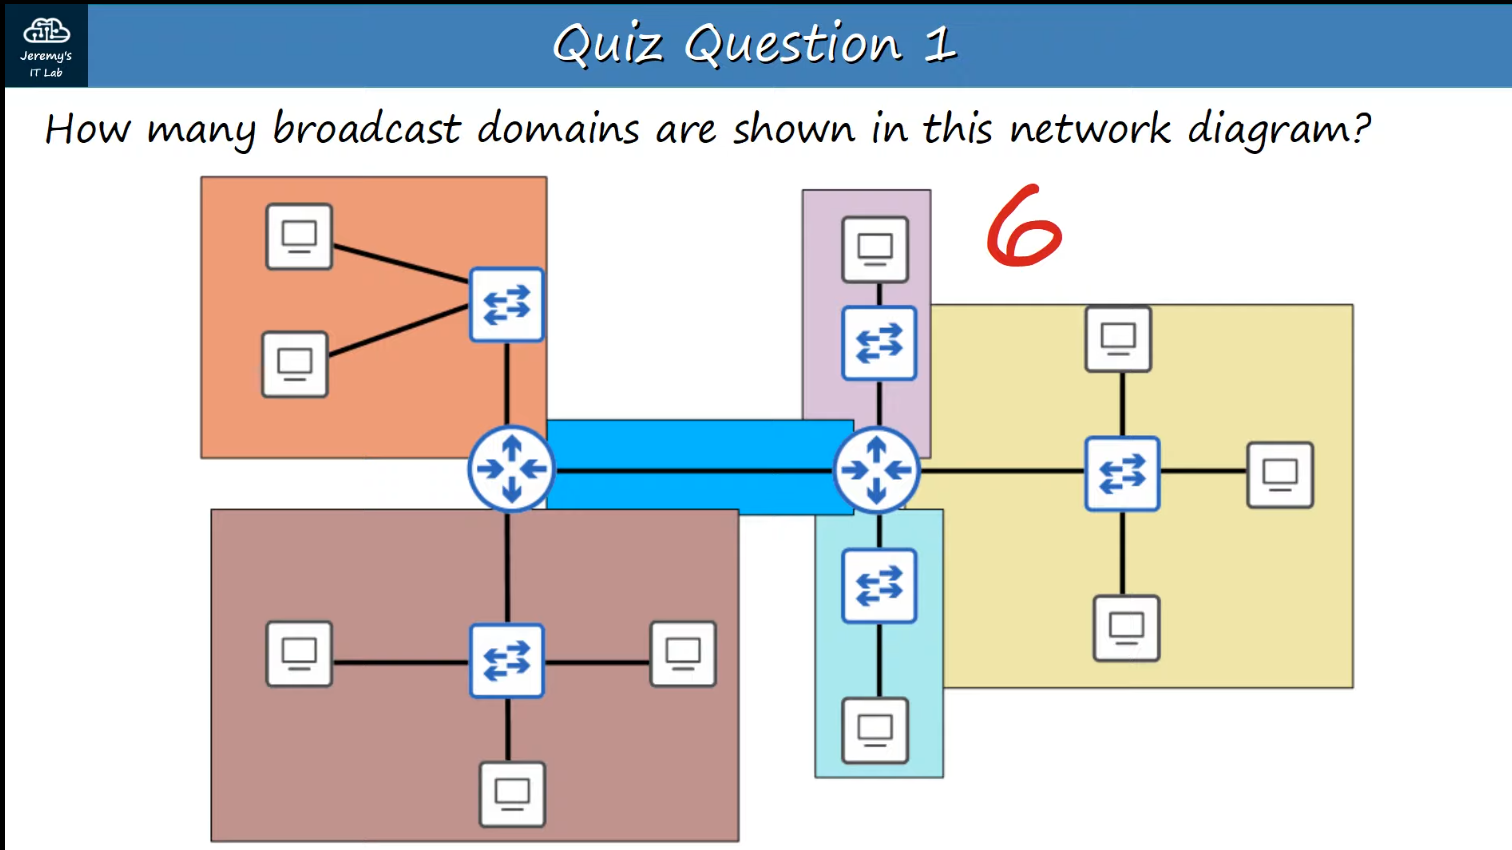 Jeremy's
IT Lab
Quiz Question 1
How many broadcast domains are shown in this network diagram?
6